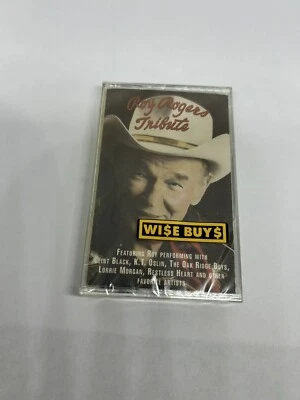 Roy Rogers
Tribute
WI$E BUY$
FEATURING ROY PERFORMING WITH
CLINT BLACK, K.T. OSLIN, THE OAK RIDGE BOYS,
LORRIE MORGAN, RESTLESS HEART AND OTHER
FAVORITE ARTISTS